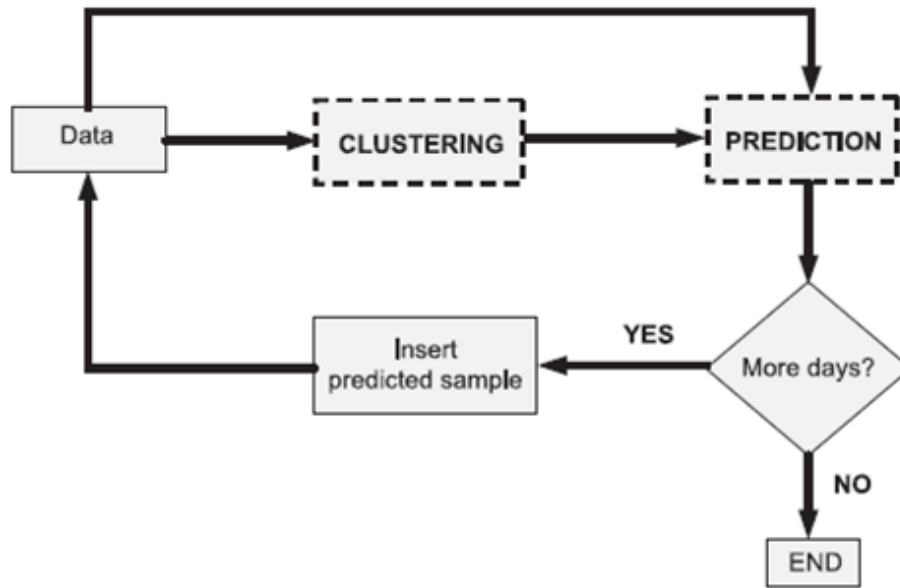 Data
CLUSTERING
PREDICTION
YES
Insert
predicted sample
More days?
NO
END